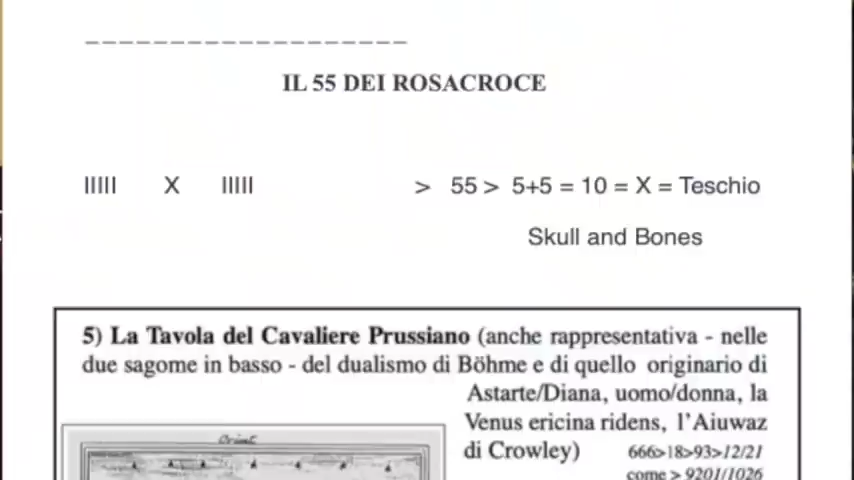 ____________________
IL 55 DEI ROSACROCE
IIIII X IIIII > 55 > 5+5 = 10 = X = Teschio
Skull and Bones
5) La Tavola del Cavaliere Prussiano (anche rappresentativa - nelle
due sagome in basso - del dualismo di Böhme e di quello originario di
Astarte/Diana, uomo/donna, la
Venus ericina ridens, l'Aiuwaz
di Crowley) 666>18>93>12/21
come > 9201/1026
Orient